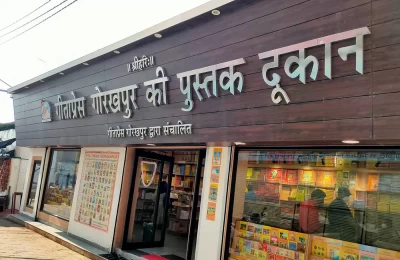 ॥ श्रीहरिः ॥
गीताप्रेस गोरखपुर की पुस्तक दूकान
गीताप्रेस गोरखपुर द्वारा संचालित